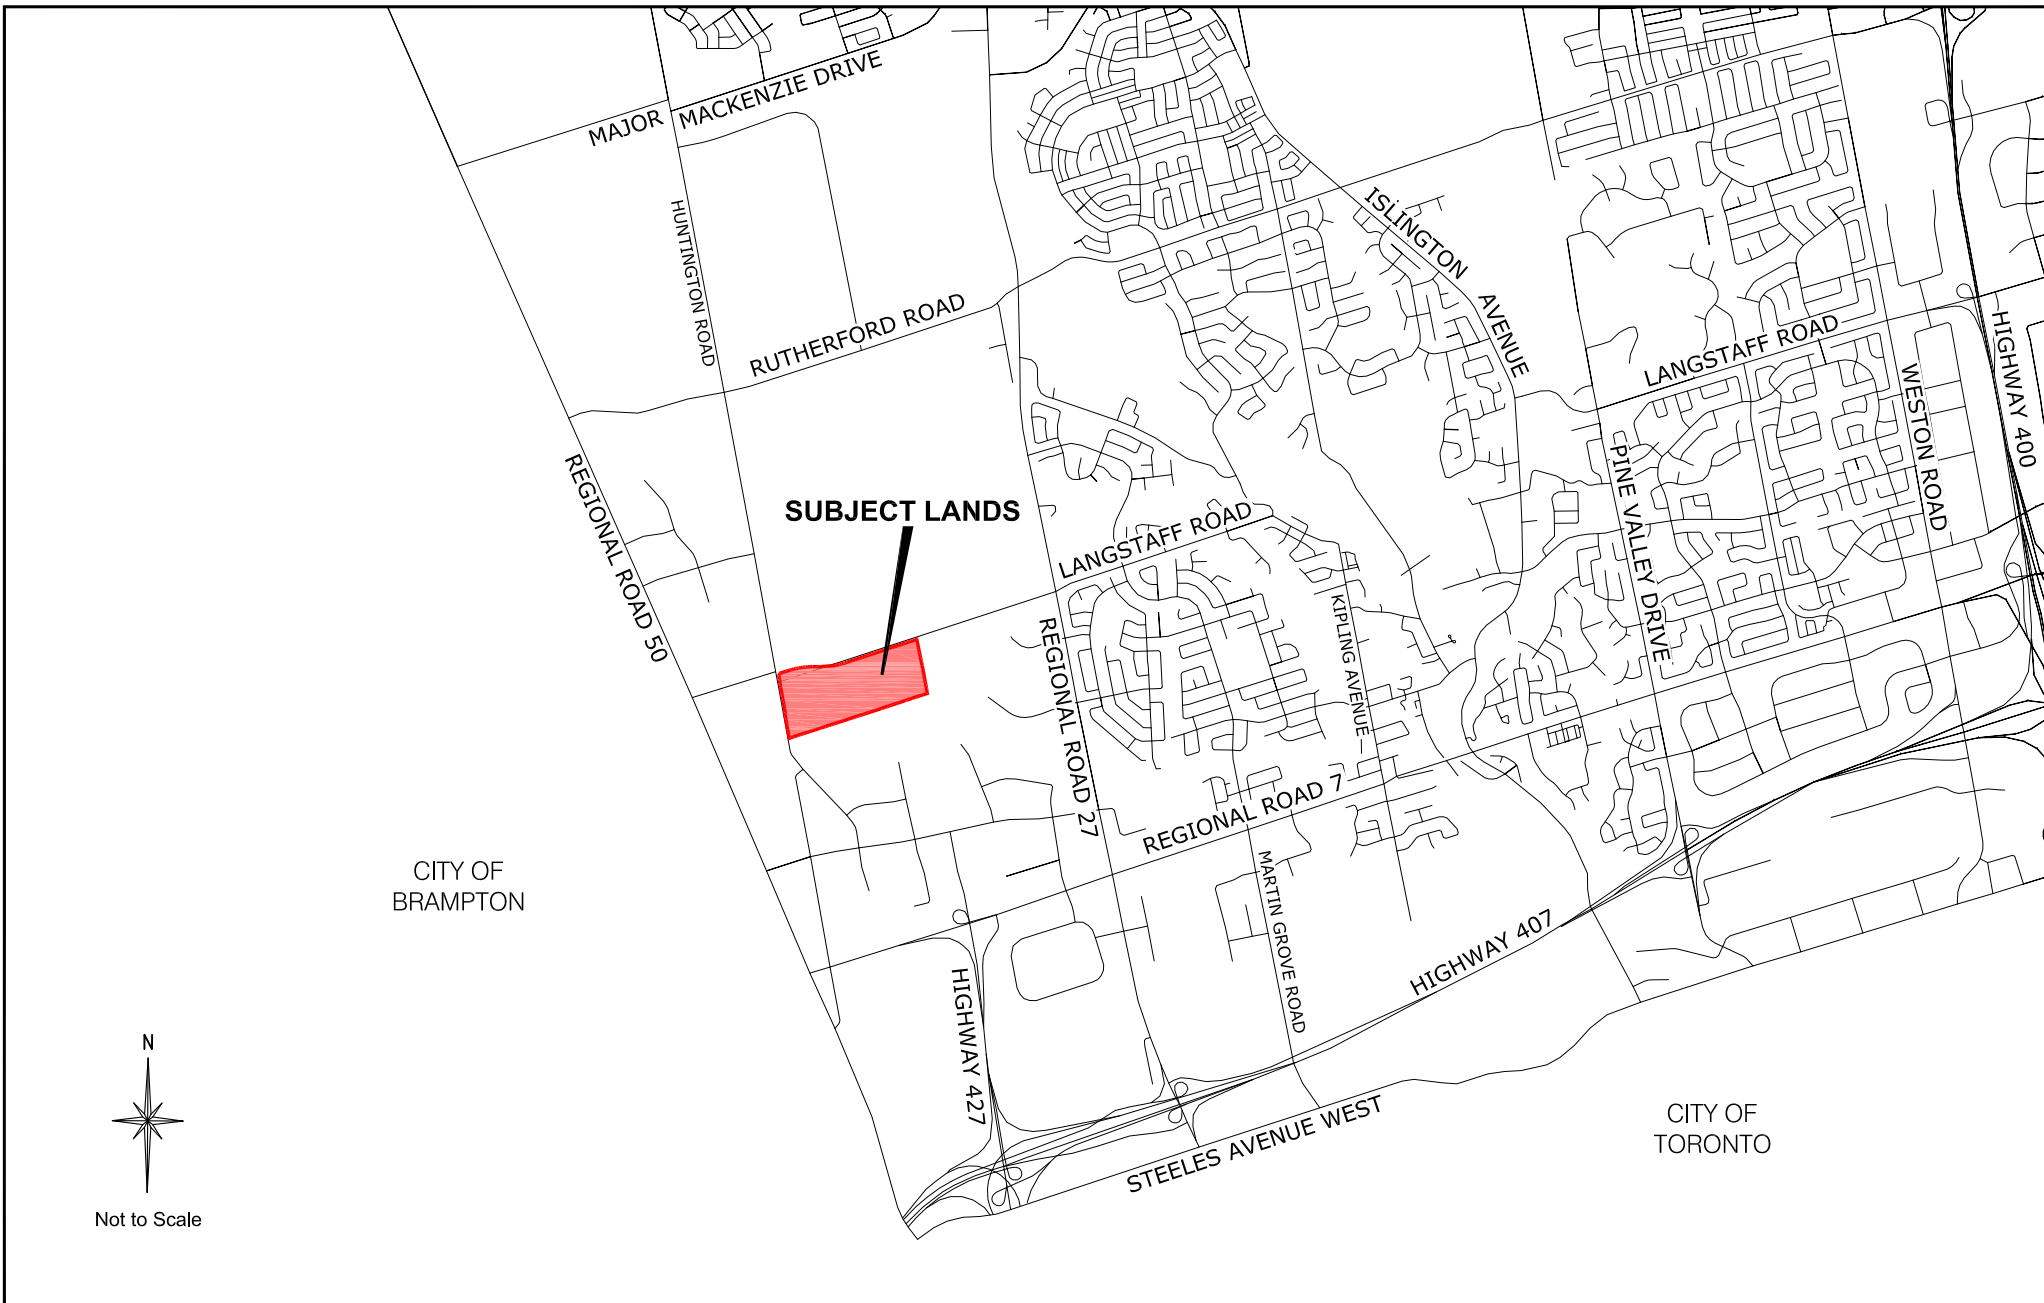 MAJOR MACKENZIE DRIVE
HUNTINGTON ROAD
ISLINGTON AVENUE
RUTHERFORD ROAD
LANGSTAFF ROAD
HIGHWAY 400
WESTON ROAD
REGIONAL ROAD 50
SUBJECT LANDS
LANGSTAFF ROAD
PINE VALLEY DRIVE
KIPLING AVENUE
REGIONAL ROAD 27
REGIONAL ROAD 7
CITY OF
BRAMPTON
MARTIN GROVE ROAD
HIGHWAY 407
HIGHWAY 427
N
Not to Scale
STEELES AVENUE WEST
CITY OF
TORONTO